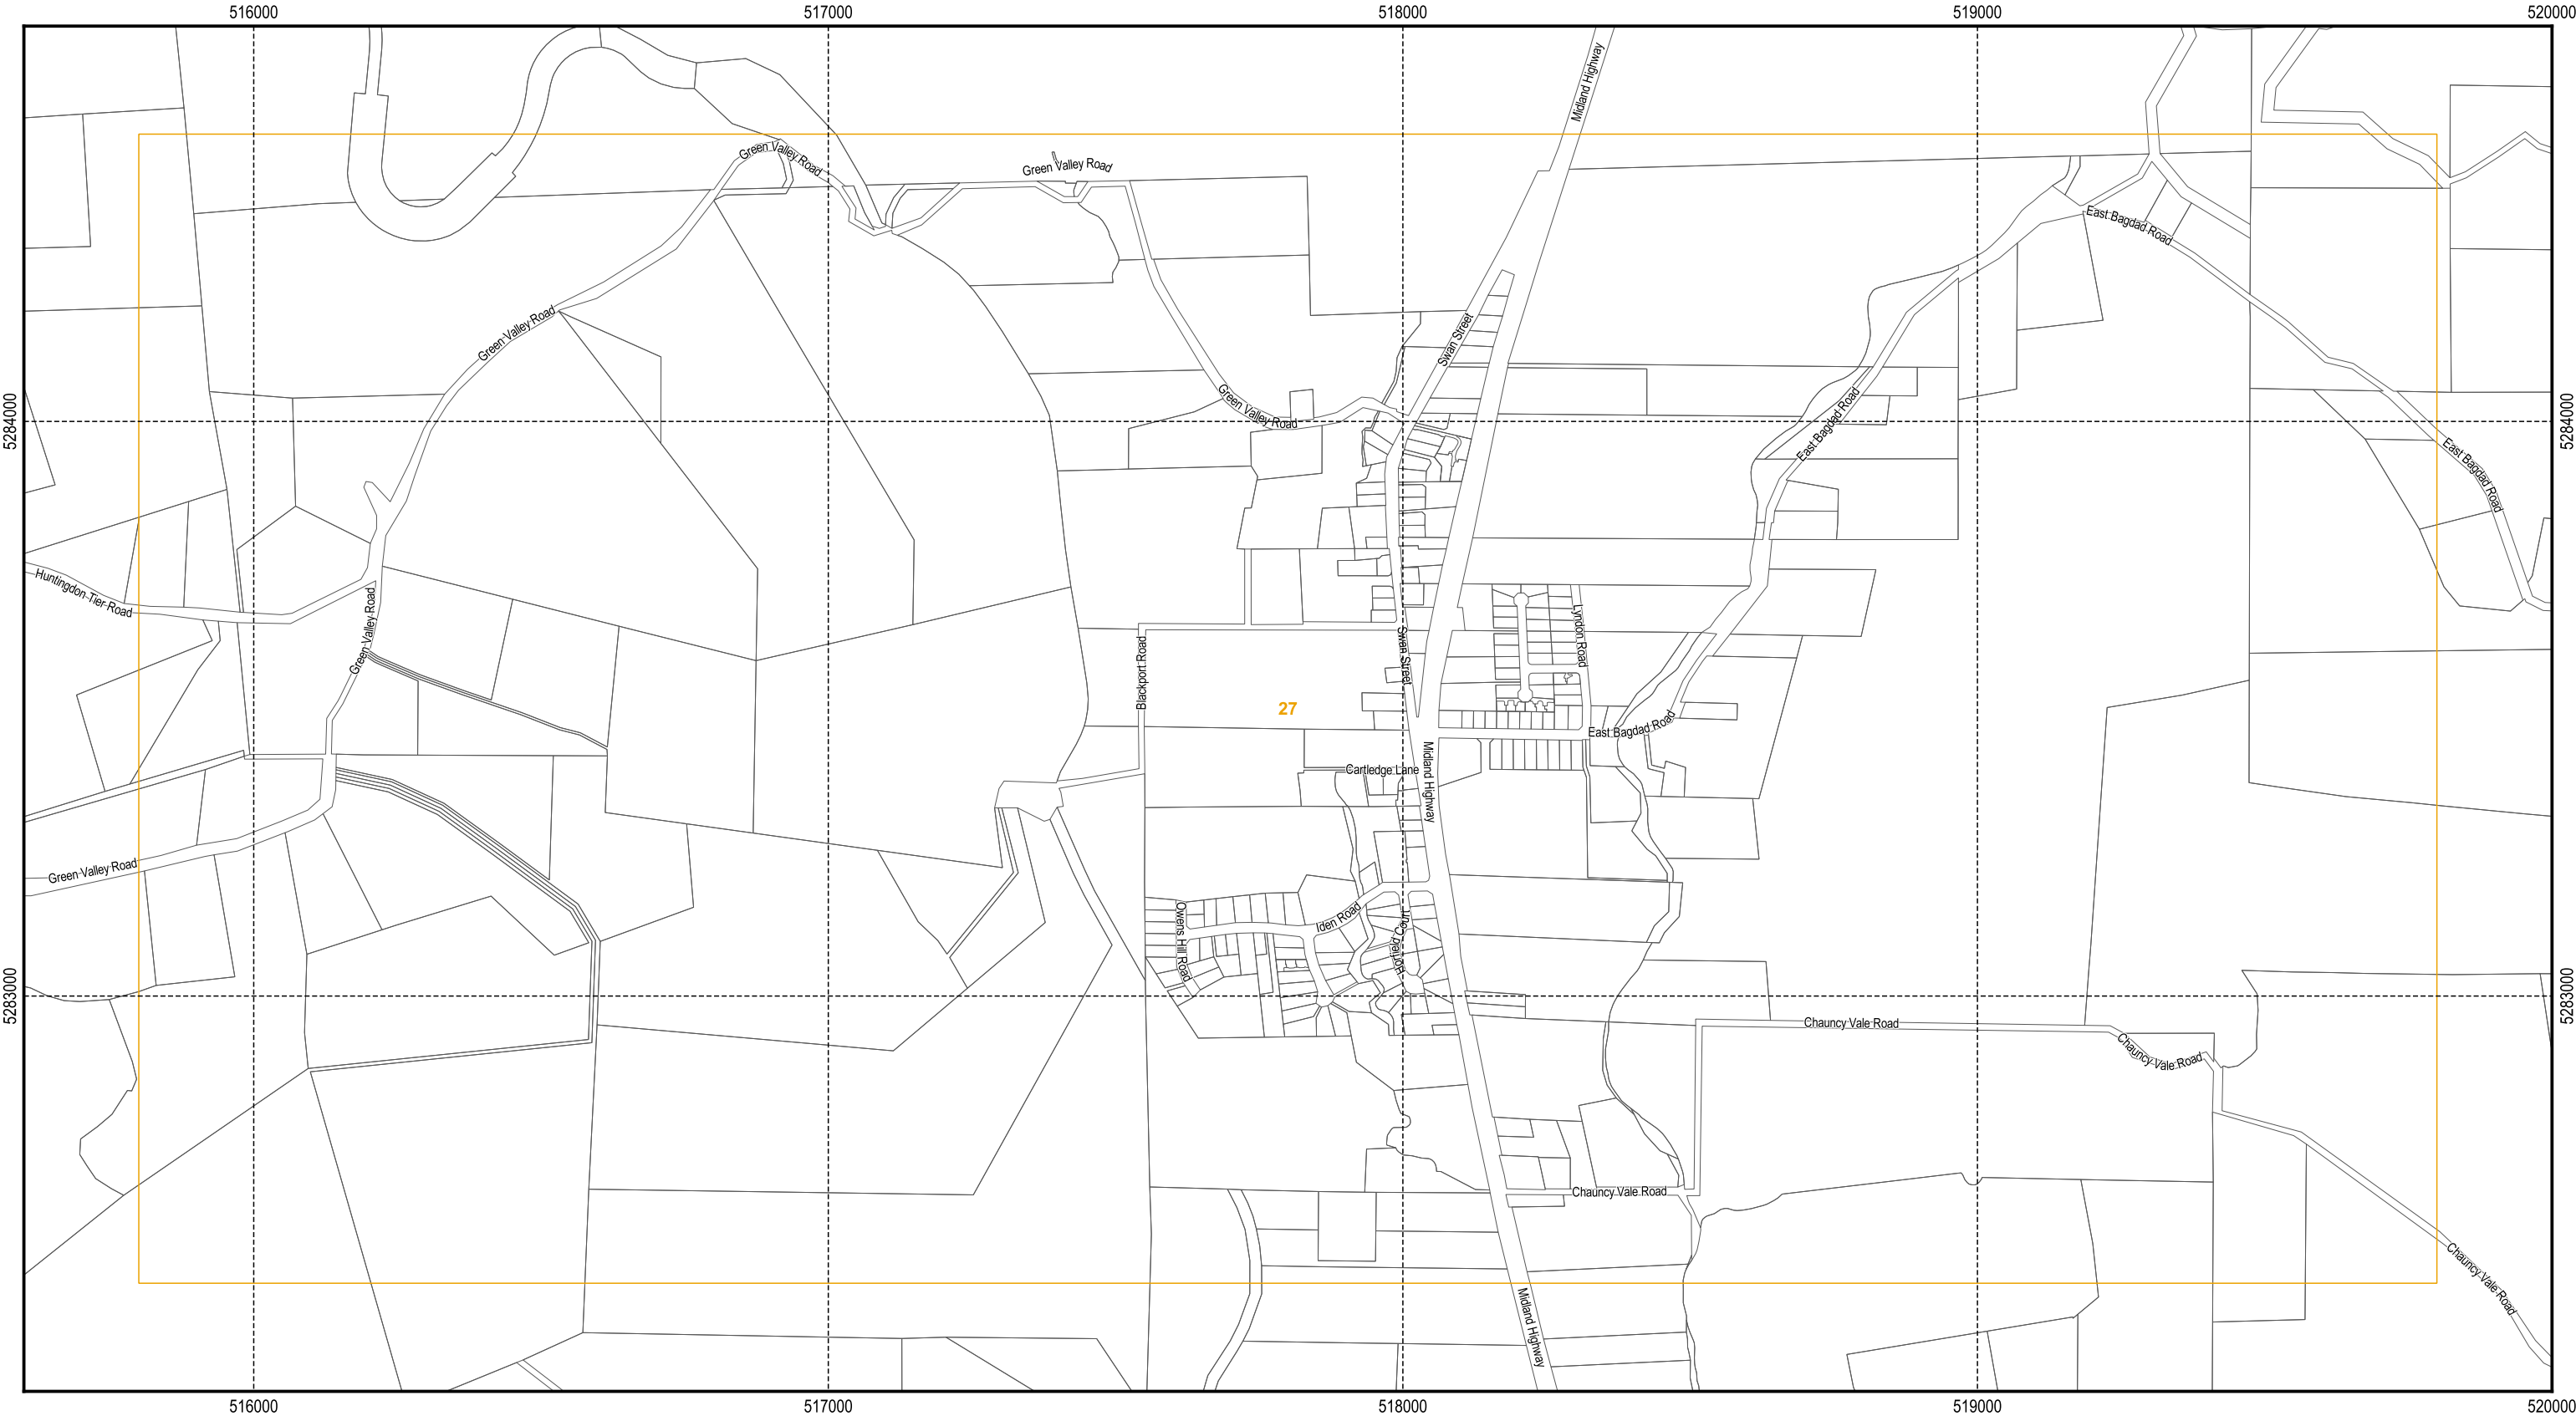 516000
517000
518000
519000
520000
Midland Highway
Green Valley Road
Green Valley Road
East Bagdad Road
Green Valley Road
Swan Street
5284000
5284000
Green Valley Road
East Bagdad Road
East Bagdad Road
Huntingdon Tier Road
Green Valley Road
Lyndon Road
Swan Street
Blackport Road
27
East Bagdad Road
Cartledge Lane
Midland Highway
Green Valley Road
Iden Road
Owens Hill Road
Horfield Court
5283000
5283000
Chauncy Vale Road
Chauncy Vale Road
Chauncy Vale Road
Chauncy Vale Road
Midland Highway
516000
517000
518000
519000
520000